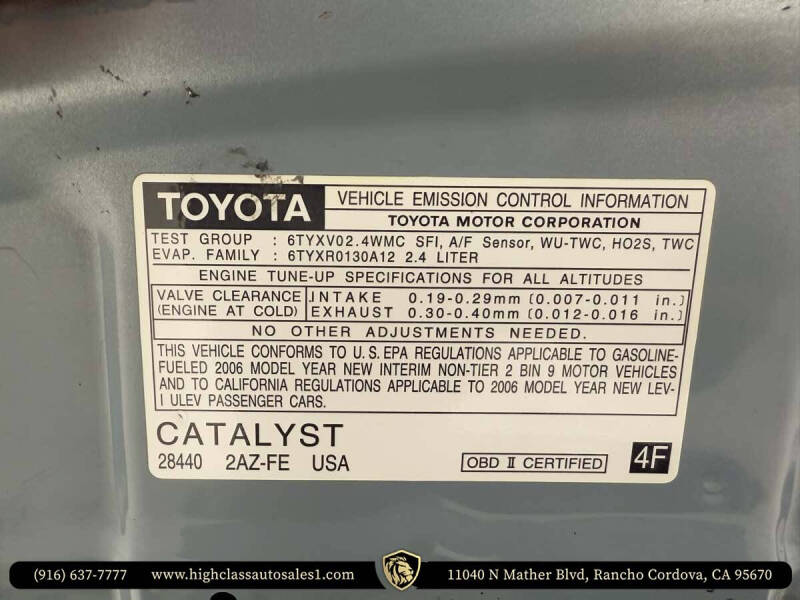 TOYOTA VEHICLE EMISSION CONTROL INFORMATION
TOYOTA MOTOR CORPORATION
TEST GROUP : 6TYXV02.4WMC SFI, A/F Sensor, WU-TWC, HO2S, TWC
EVAP. FAMILY : 6TYXR0130A12 2.4 LITER
ENGINE TUNE-UP SPECIFICATIONS FOR ALL ALTITUDES
VALVE CLEARANCE INTAKE 0.19-0.29mm (0.007-0.011 in.)
(ENGINE AT COLD) EXHAUST 0.30-0.40mm (0.012-0.016 in.)
NO OTHER ADJUSTMENTS NEEDED.
THIS VEHICLE CONFORMS TO U.S.EPA REGULATIONS APPLICABLE TO GASOLINE-
FUELED 2006 MODEL YEAR NEW INTERIM NON-TIER 2 BIN 9 MOTOR VEHICLES
AND TO CALIFORNIA REGULATIONS APPLICABLE TO 2006 MODEL YEAR NEW LEV-
I ULEV PASSENGER CARS.
CATALYST
28440 2AZ-FE USA OBD II CERTIFIED 4F
(916) 637-7777 www.highclassautosales1.com 11040 N Mather Blvd, Rancho Cordova, CA 95670